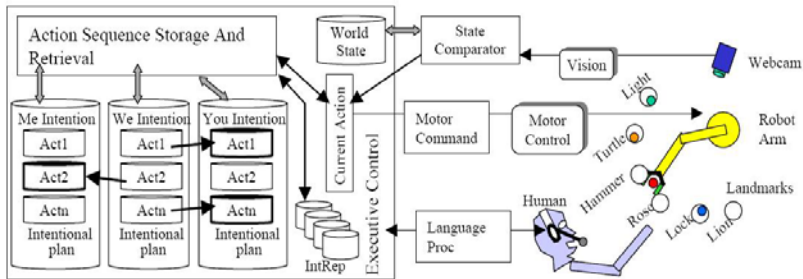 Action Sequence Storage And
Retrieval
World
State
State
Comparator
Vision
Webcam
Light
Me Intention
We Intention
You Intention
Act1
Act1
Act1
Act2
Act2
Act2
Actn
Actn
Actn
Intentional
plan
Intentional
plan
Intentional
plan
IntRep
Current Action
Executive Control
Motor
Command
Motor
Control
Robot
Arm
Turtle
Hammer
Rose
Lock
Lion
Landmarks
Language
Proc
Human